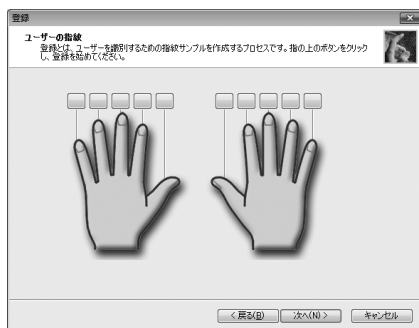 登録
ユーザーの指紋
登録とは、ユーザーを識別するための指紋サンプルを作成するプロセスです。指の上のボタンをクリック
し、登録を始めてください。
< 戻る(B)
次へ(N) >
キャンセル